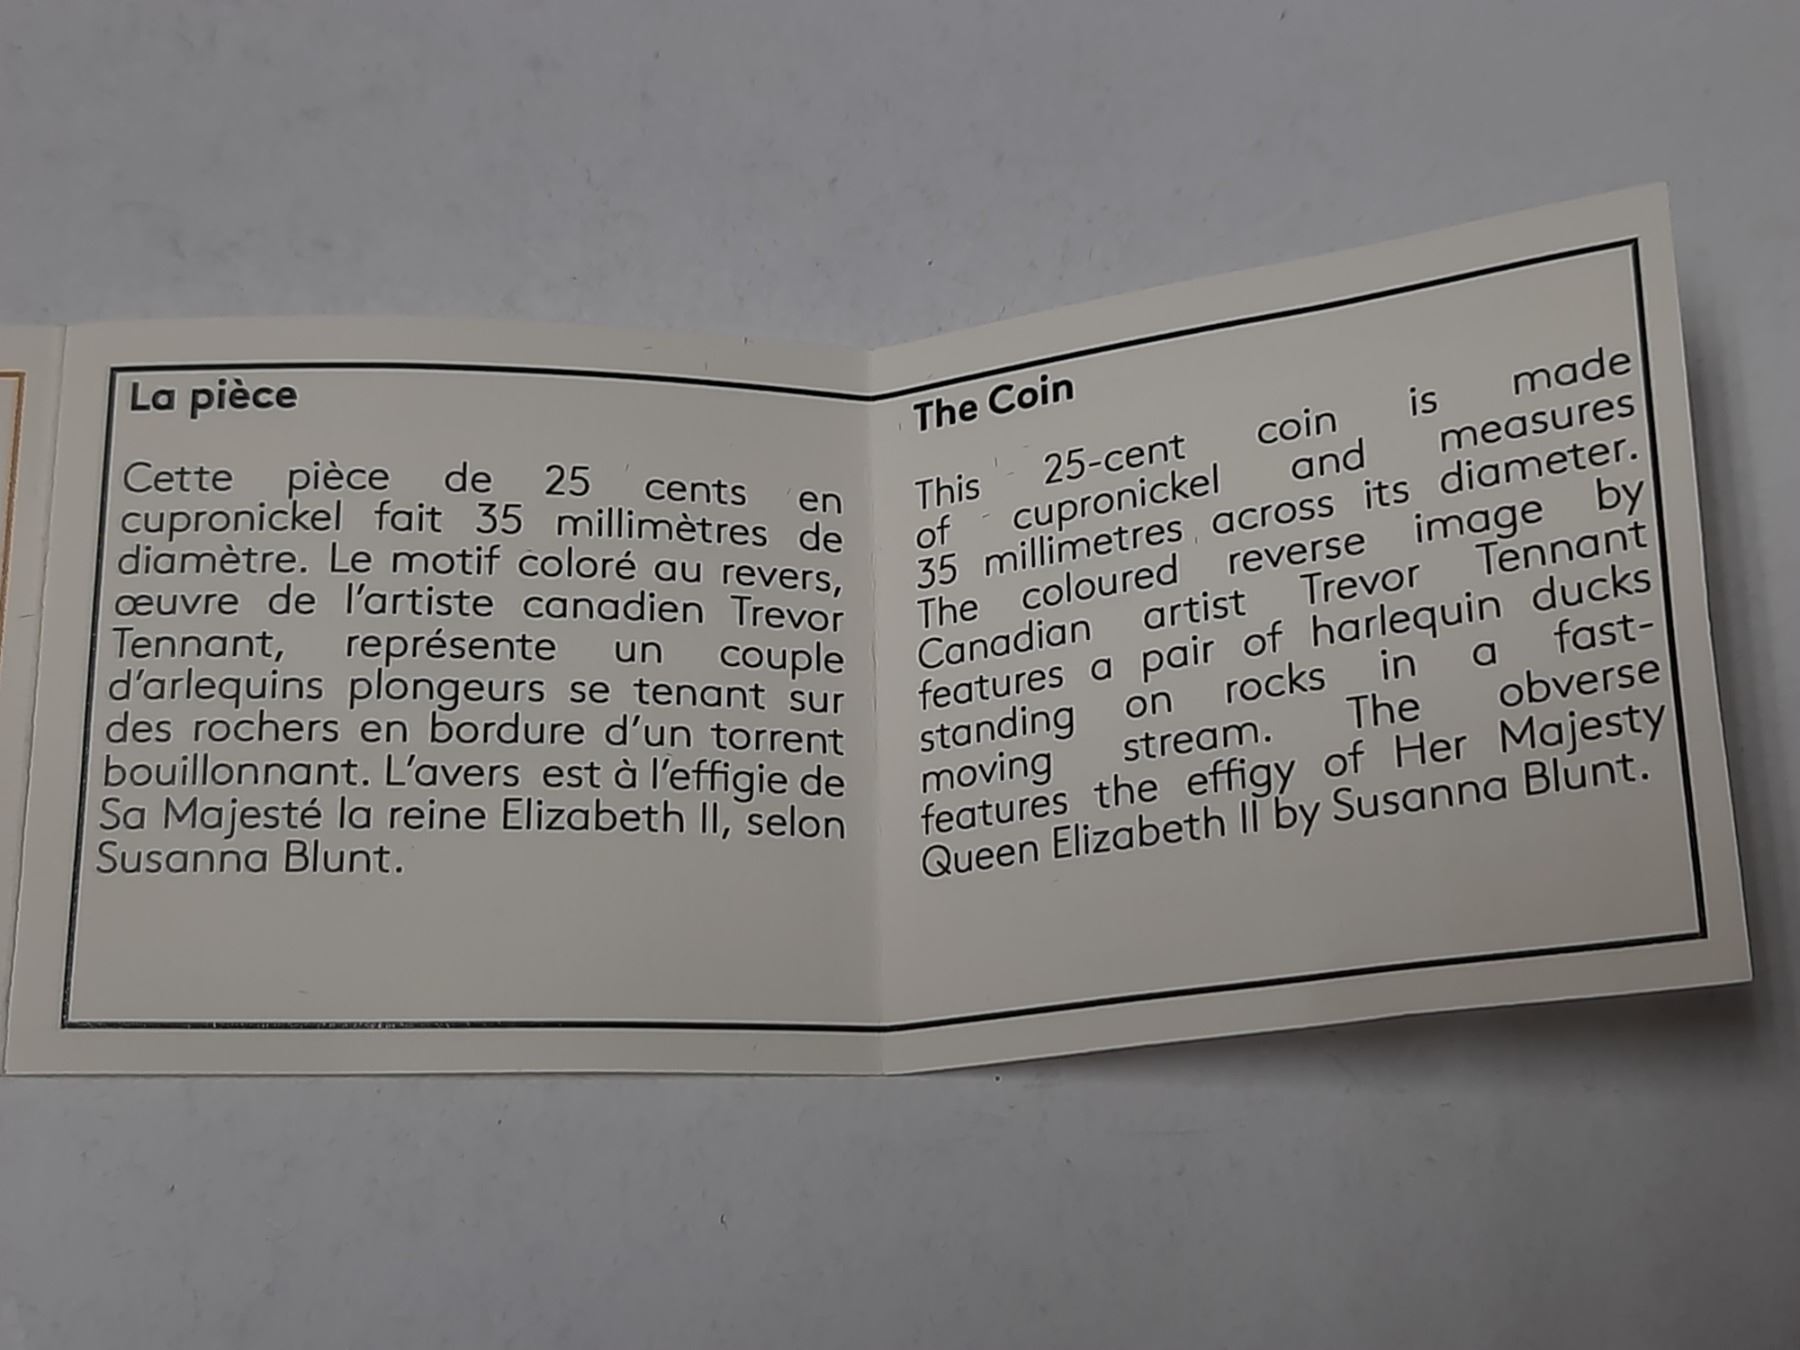 La pièce
Cette pièce de 25 cents en
cupronickel fait 35 millimètres de
diamètre. Le motif coloré au revers,
œuvre de l'artiste canadien Trevor
Tennant, représente un couple
d'arlequins plongeurs se tenant sur
des rochers en bordure d'un torrent
bouillonnant. L'avers est à l'effigie de
Sa Majesté la reine Elizabeth II, selon
Susanna Blunt.
The Coin
This 25-cent coin is made
of cupronickel and measures
35 millimetres across its diameter.
The coloured reverse image by
Canadian artist Trevor Tennant
features a pair of harlequin ducks
standing on rocks in a fast-
moving stream. The obverse
features the effigy of Her Majesty
Queen Elizabeth II by Susanna Blunt.